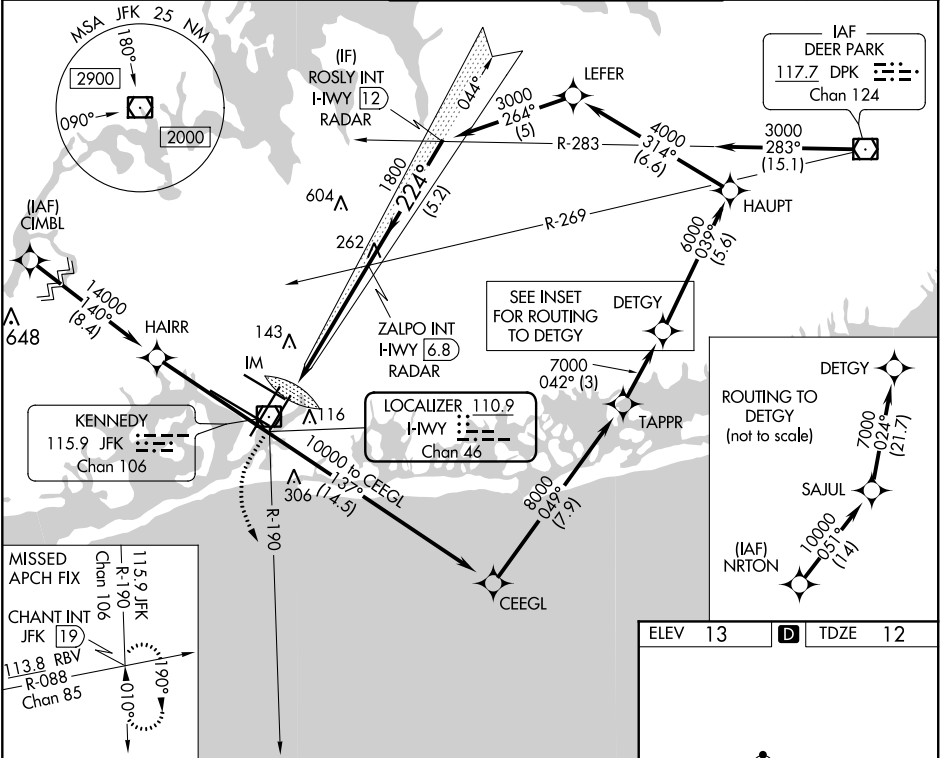 MSA JFK 25 NM
180°
2900
090°
2000
(IF)
ROSLY INT
I-WY 12
RADAR
044°
LEFER
3000
264°
(5)
IAF
DEER PARK
117.7 DPK
Chan 124
R-283
4000
314°
(6.6)
3000
283°
(15.1)
1800
224°
(5.2)
604
HAUPT
R-269
(IAF)
CIMBL
262
6000
039°
(5.6)
14000
140°
(8.4)
648
HAIRR
SEE INSET
FOR ROUTING
TO DETGY
DETGY
143
ZALPO INT
I-IWY 6.8
RADAR
IM
7000
042° (3)
TAPPR
KENNEDY
115.9 JFK
Chan 106
116
LOCALIZER 110.9
I-IWY
Chan 46
10000 to CEEGL
137°
(14.5)
306
R-190
8000
049°
(7.9)
CEEGL
DETGY
ROUTING TO
DETGY
(not to scale)
7000
024°
(21.7)
SAJUL
10000
051°
(14)
(IAF)
NRTON
MISSED
APCH FIX
115.9 JFK
R-190
Chan 106
CHANT INT
JFK 19
113.8 RBV
R-088
Chan 85
190°
010°
ELEV 13
D
TDZE 12